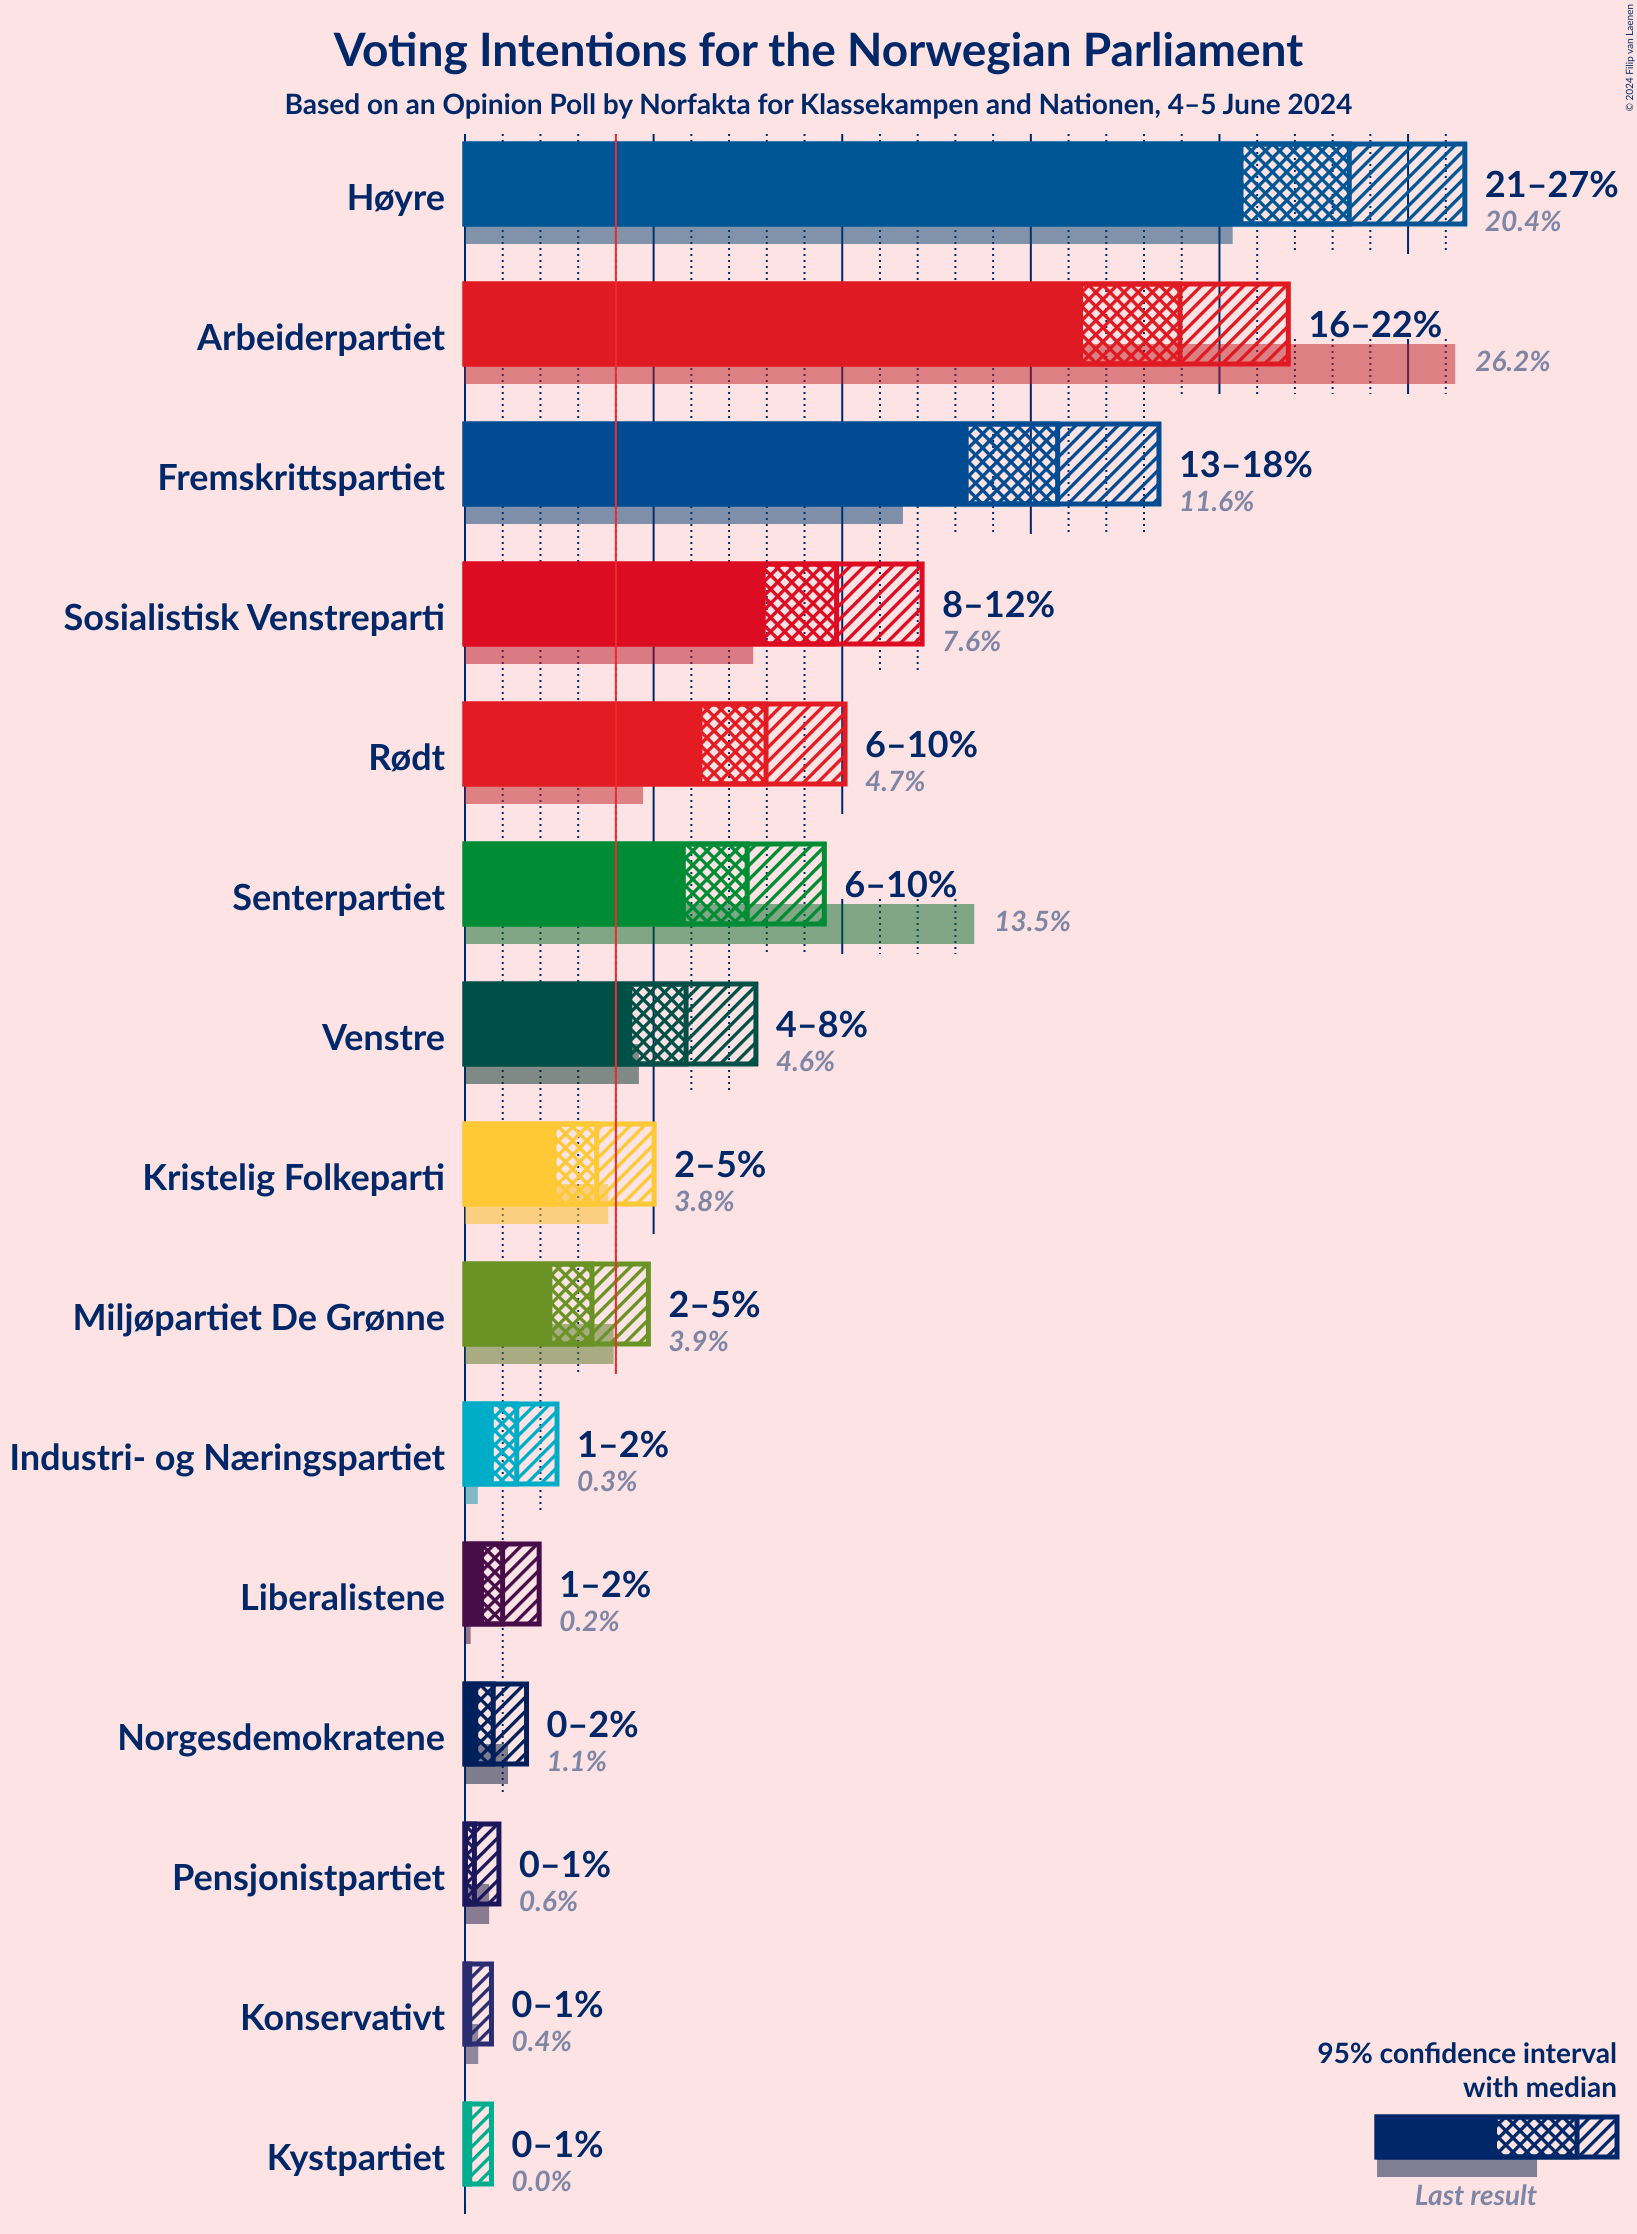 © 2024 Filip van Laenen
Voting Intentions for the Norwegian Parliament
Based on an Opinion Poll by Norfakta for Klassekampen and Nationen, 4–5 June 2024
Høyre
21–27%
20.4%
Arbeiderpartiet
16–22%
26.2%
Fremskrittspartiet
13–18%
11.6%
Sosialistisk Venstreparti
8–12%
7.6%
Rødt
6–10%
4.7%
Senterpartiet
6–10%
13.5%
Venstre
4–8%
4.6%
Kristelig Folkeparti
2–5%
3.8%
Miljøpartiet De Grønne
2–5%
3.9%
Industri- og Næringspartiet
1–2%
0.3%
Liberalistene
1–2%
0.2%
Norgesdemokratene
0–2%
1.1%
Pensjonistpartiet
0–1%
0.6%
Konservativt
0–1%
0.4%
Kystpartiet
0–1%
0.0%
95% confidence interval
with median
Last result